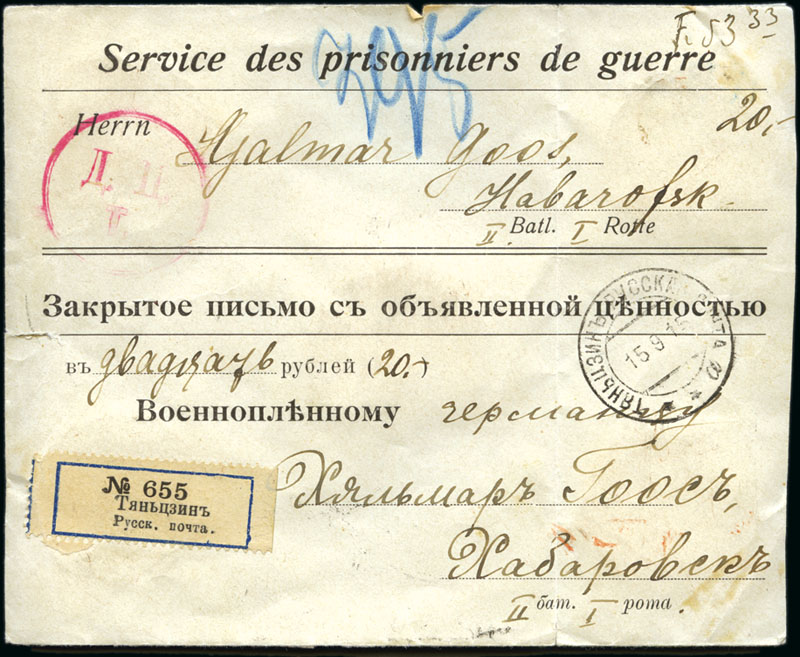 F. 53 33
Service des prisonniers de guerre
20,-
Herrn Hjalmar Goos,
Д. Ц.
Habarofsk.
II Batl. I Rotte
Закрытое письмо съ объявленной цѣнностью
въ двадцать рублей (20.-)
ТЯНЬЦЗИНЪ РУССКАЯ ПОЧТА
15 9 15
Военноплѣнному германцу
№ 655
Тяньцзинъ
Русск. почта.
Хяльмаръ Гоосъ,
Хабаровскъ
II бат. I рота.